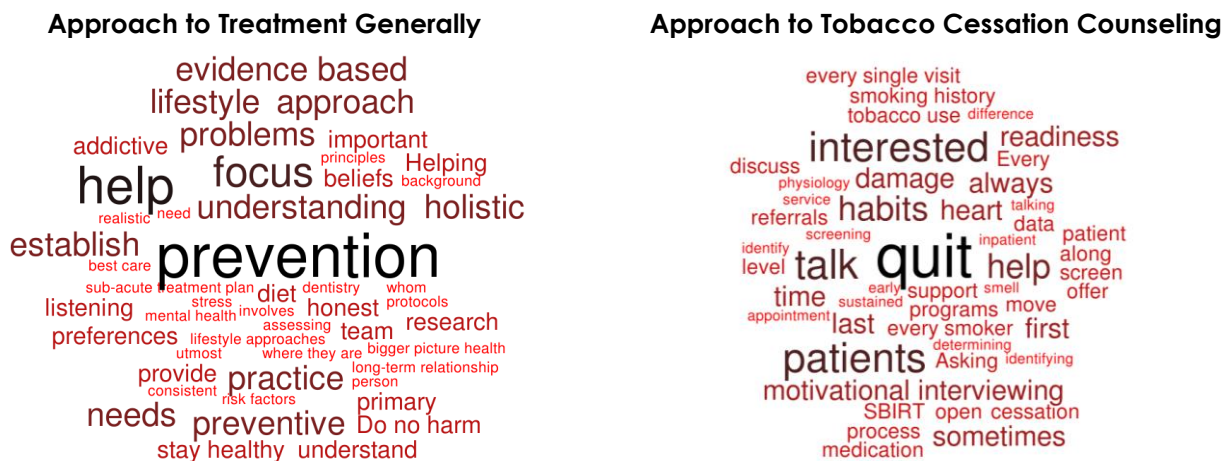 Approach to Treatment Generally
evidence based
lifestyle approach
problems important
addictive
principles Helping
focus beliefs background
help
realistic need understanding holistic
establish
best care prevention
sub-acute treatment plan diet dentistry whom
listening stress honest protocols
mental health involves
assessing team research
preferences lifestyle approaches
utmost where they are bigger picture health
provide practice long-term relationship
consistent person
risk factors primary
needs preventive Do no harm
stay healthy understand
Approach to Tobacco Cessation Counseling
every single visit
smoking history
tobacco use difference
interested readiness
discuss Every
physiology damage always
service habits heart talking
referrals data
screening inpatient patient
identify talk quit help along
level screen
early support smell offer
time sustained programs move
appointment last every smoker first
determining
patients Asking identifying
motivational interviewing
SBIRT open cessation
process sometimes
medication